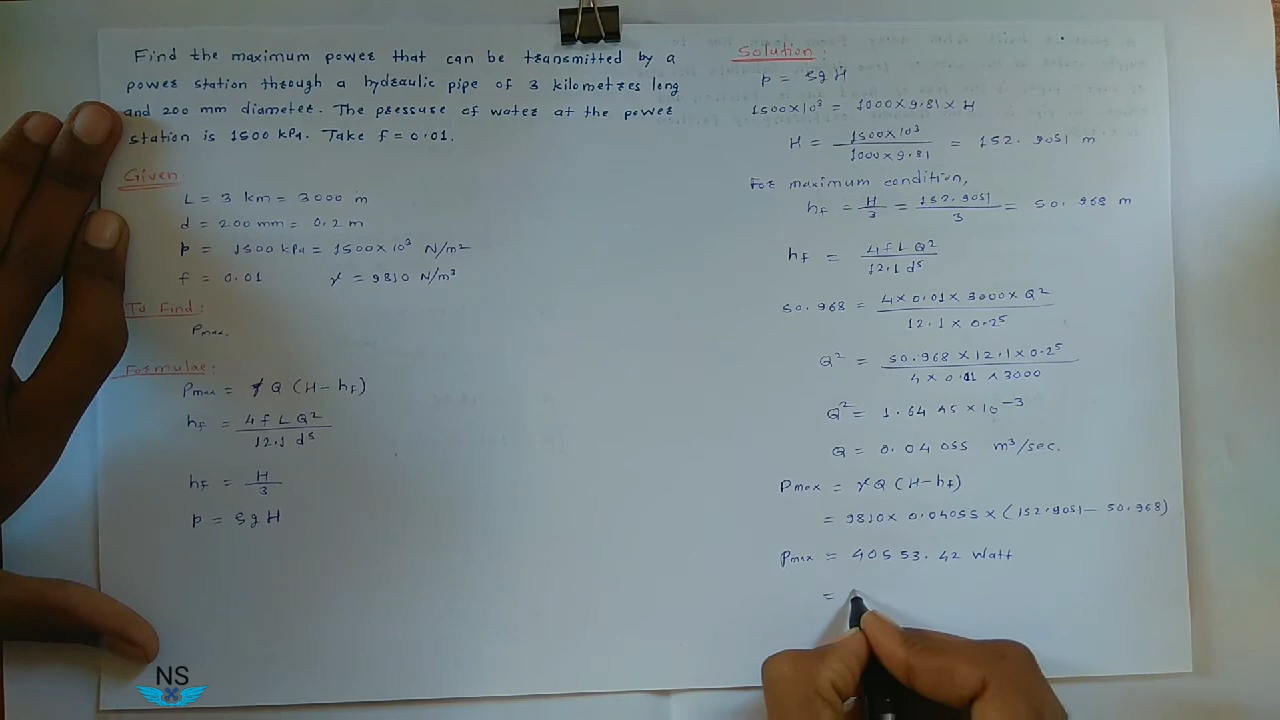 Find the maximum power that can be transmitted by a
power station through a hydraulic pipe of 3 kilometres long
and 200 mm diameter. The pressure of water at the power
station is 1500 kPa. Take f = 0.01.
Given
L = 3 km = 3000 m
d = 200 mm = 0.2 m
p = 1500 kPa = 1500 × 10³ N/m²
f = 0.01 γ = 9810 N/m³
To Find:
Pmax.
Formulae:
Pmax = γ Q (H - hf)
hf = 4 f L Q² / 12.1 d⁵
hf = H / 3
p = ρ g H
Solution:
p = ρ g H
1500 × 10³ = 1000 × 9.81 × H
H = 1500 × 10³ / 1000 × 9.81 = 152.9051 m
For maximum condition,
hf = H / 3 = 152.9051 / 3 = 50.968 m
hf = 4 f L Q² / 12.1 d⁵
50.968 = 4 × 0.01 × 3000 × Q² / 12.1 × 0.2⁵
Q² = 50.968 × 12.1 × 0.2⁵ / 4 × 0.01 × 3000
Q² = 1.6445 × 10⁻³
Q = 0.04055 m³/sec.
Pmax = γ Q (H - hf)
= 9810 × 0.04055 × (152.9051 - 50.968)
Pmax = 40553.42 Watt
=
NS